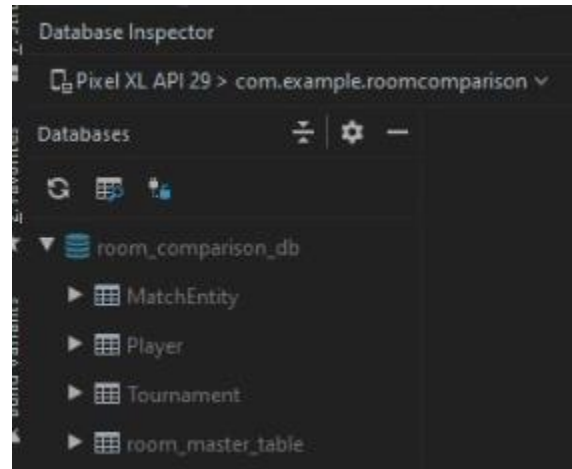 Database Inspector
Pixel XL API 29 > com.example.roomcomparison
Databases
room_comparison_db
MatchEntity
Player
Tournament
room_master_table